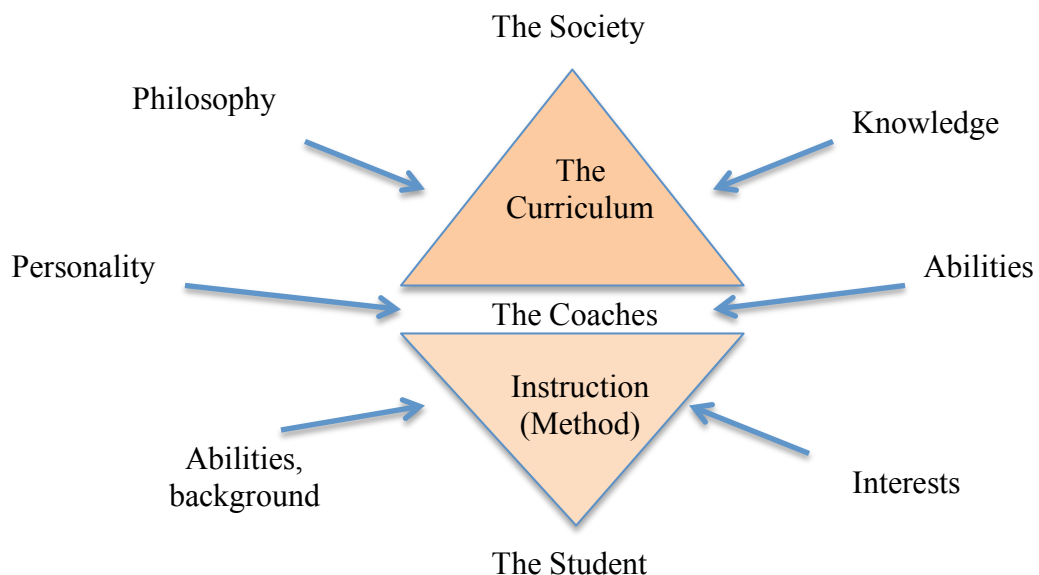 The Society
Philosophy
Knowledge
The
Curriculum
Personality
Abilities
The Coaches
Instruction
(Method)
Abilities,
background
Interests
The Student